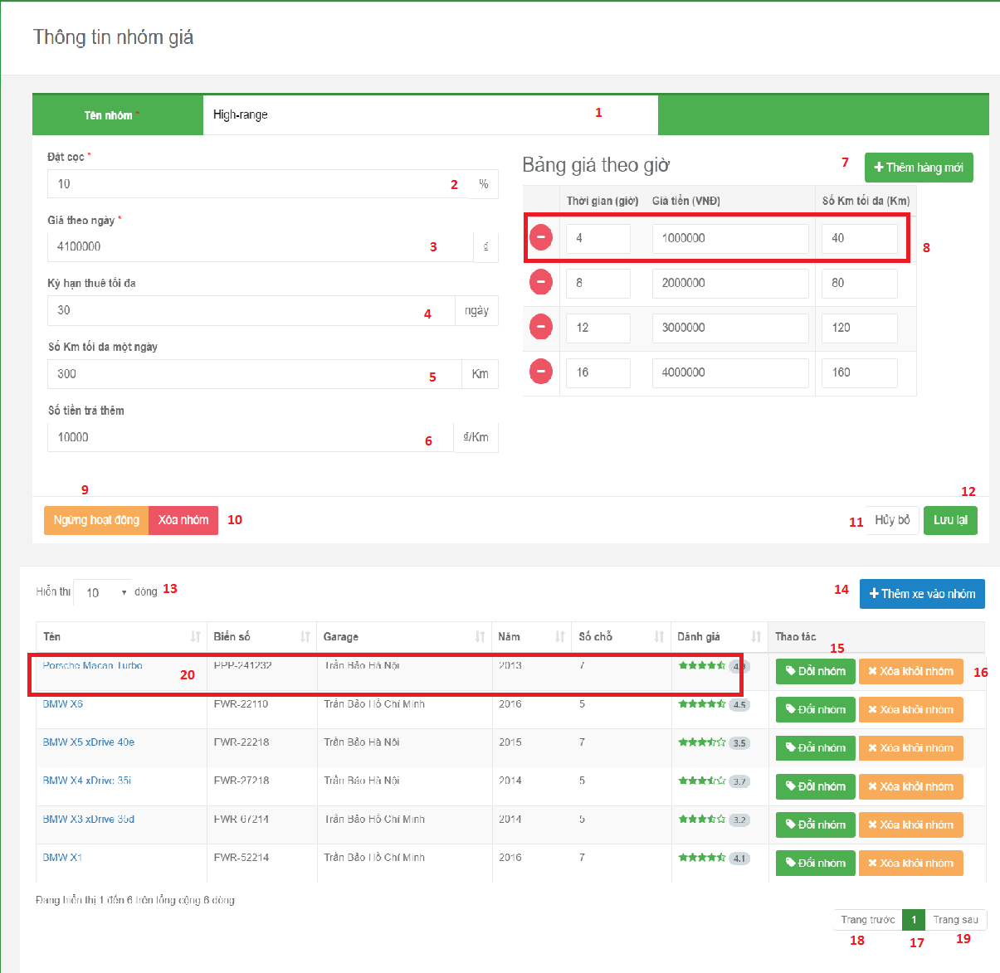 Thông tin nhóm giá
Tên nhóm * High-range 1
Đặt cọc *
10 2 %
Giá theo ngày *
4100000 3 ₫
Kỳ hạn thuê tối đa
30 4 ngày
Số Km tối đa một ngày
300 5 Km
Số tiền trả thêm
10000 6 ₫/Km
Bảng giá theo giờ 7 Thêm hàng mới
Thời gian (giờ) Giá tiền (VNĐ) Số Km tối đa (Km)
4 1000000 40 8
8 2000000 80
12 3000000 120
16 4000000 160
9 12
Ngừng hoạt động Xóa nhóm 10 11 Hủy bỏ Lưu lại
Hiển thị 10 dòng 13 14 Thêm xe vào nhóm
Tên Biển số Garage Năm Số chỗ Đánh giá Thao tác
15
Porsche Macan Turbo 20 PPP-241232 Trần Bảo Hà Nội 2013 7 4.9 Đổi nhóm Xóa khỏi nhóm 16
BMW X6 FWR-22110 Trần Bảo Hồ Chí Minh 2016 5 4.5 Đổi nhóm Xóa khỏi nhóm
BMW X5 xDrive 40e FWR-22218 Trần Bảo Hà Nội 2015 7 3.5 Đổi nhóm Xóa khỏi nhóm
BMW X4 xDrive 35i FWR-27218 Trần Bảo Hà Nội 2014 5 3.7 Đổi nhóm Xóa khỏi nhóm
BMW X3 xDrive 35d FWR-67214 Trần Bảo Hồ Chí Minh 2014 5 3.2 Đổi nhóm Xóa khỏi nhóm
BMW X1 FWR-52214 Trần Bảo Hồ Chí Minh 2016 7 4.1 Đổi nhóm Xóa khỏi nhóm
Đang hiển thị 1 đến 6 trên tổng cộng 6 dòng
Trang trước 1 Trang sau
18 17 19